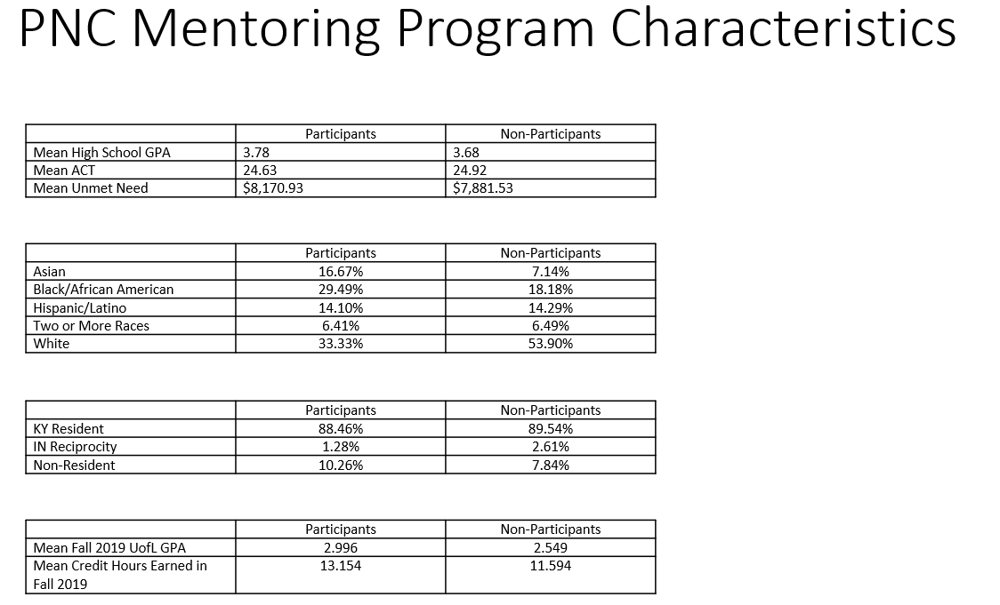 PNC Mentoring Program Characteristics
Participants Non-Participants
Mean High School GPA 3.78 3.68
Mean ACT 24.63 24.92
Mean Unmet Need $8,170.93 $7,881.53
Participants Non-Participants
Asian 16.67% 7.14%
Black/African American 29.49% 18.18%
Hispanic/Latino 14.10% 14.29%
Two or More Races 6.41% 6.49%
White 33.33% 53.90%
Participants Non-Participants
KY Resident 88.46% 89.54%
IN Reciprocity 1.28% 2.61%
Non-Resident 10.26% 7.84%
Participants Non-Participants
Mean Fall 2019 UofL GPA 2.996 2.549
Mean Credit Hours Earned in 13.154 11.594
Fall 2019